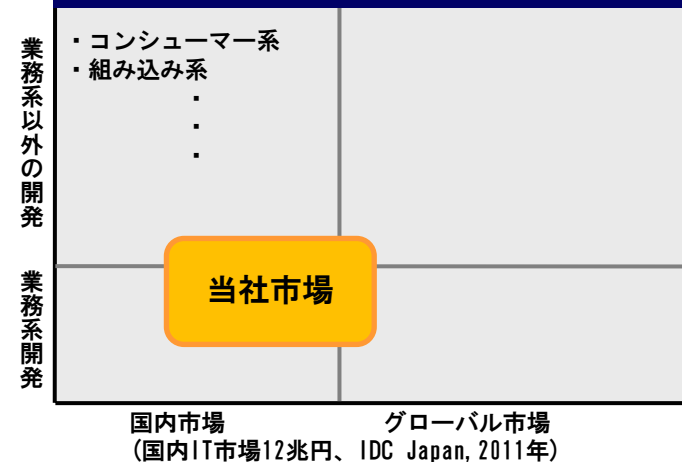 業務系以外の開発
・コンシューマー系
・組み込み系
・
・
・
当社市場
業務系開発
国内市場
グローバル市場
(国内IT市場12兆円、IDC Japan,2011年)